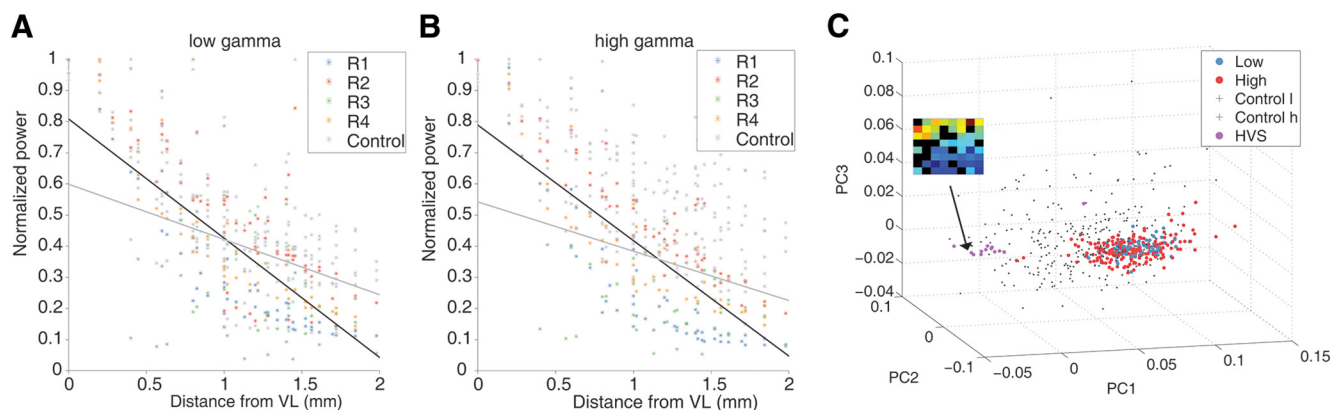 A
low gamma
Normalized power
1
0.9
0.8
0.7
0.6
0.5
0.4
0.3
0.2
0.1
0
0
0.5
1
1.5
2
Distance from VL (mm)
R1
R2
R3
R4
Control
B
high gamma
Normalized power
1
0.9
0.8
0.7
0.6
0.5
0.4
0.3
0.2
0.1
0
0
0.5
1
1.5
2
Distance from VL (mm)
R1
R2
R3
R4
Control
C
PC3
0.1
0.08
0.06
0.04
0.02
0
−0.02
−0.04
0.1
0
−0.1
PC2
−0.05
0
0.05
0.1
0.15
PC1
Low
High
Control l
Control h
HVS